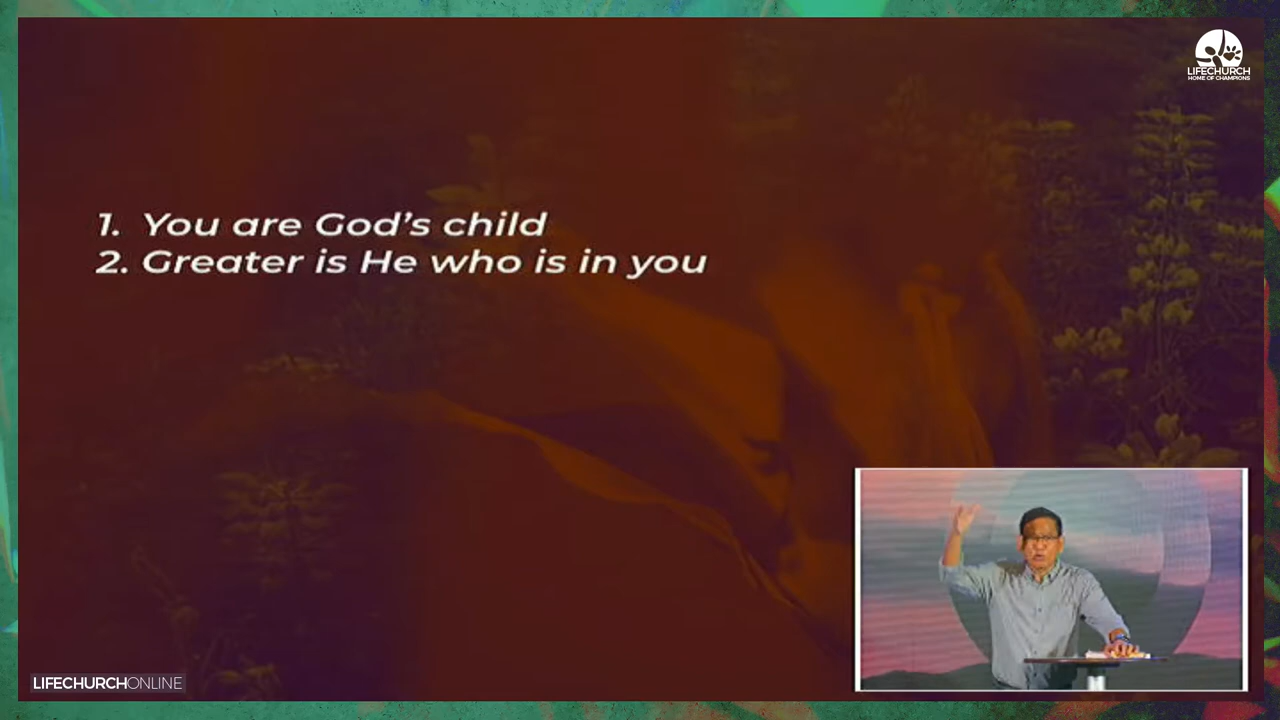 LIFECHURCH
HOME OF CHAMPIONS
1. You are God's child
2. Greater is He who is in you
LIFECHURCHONLINE